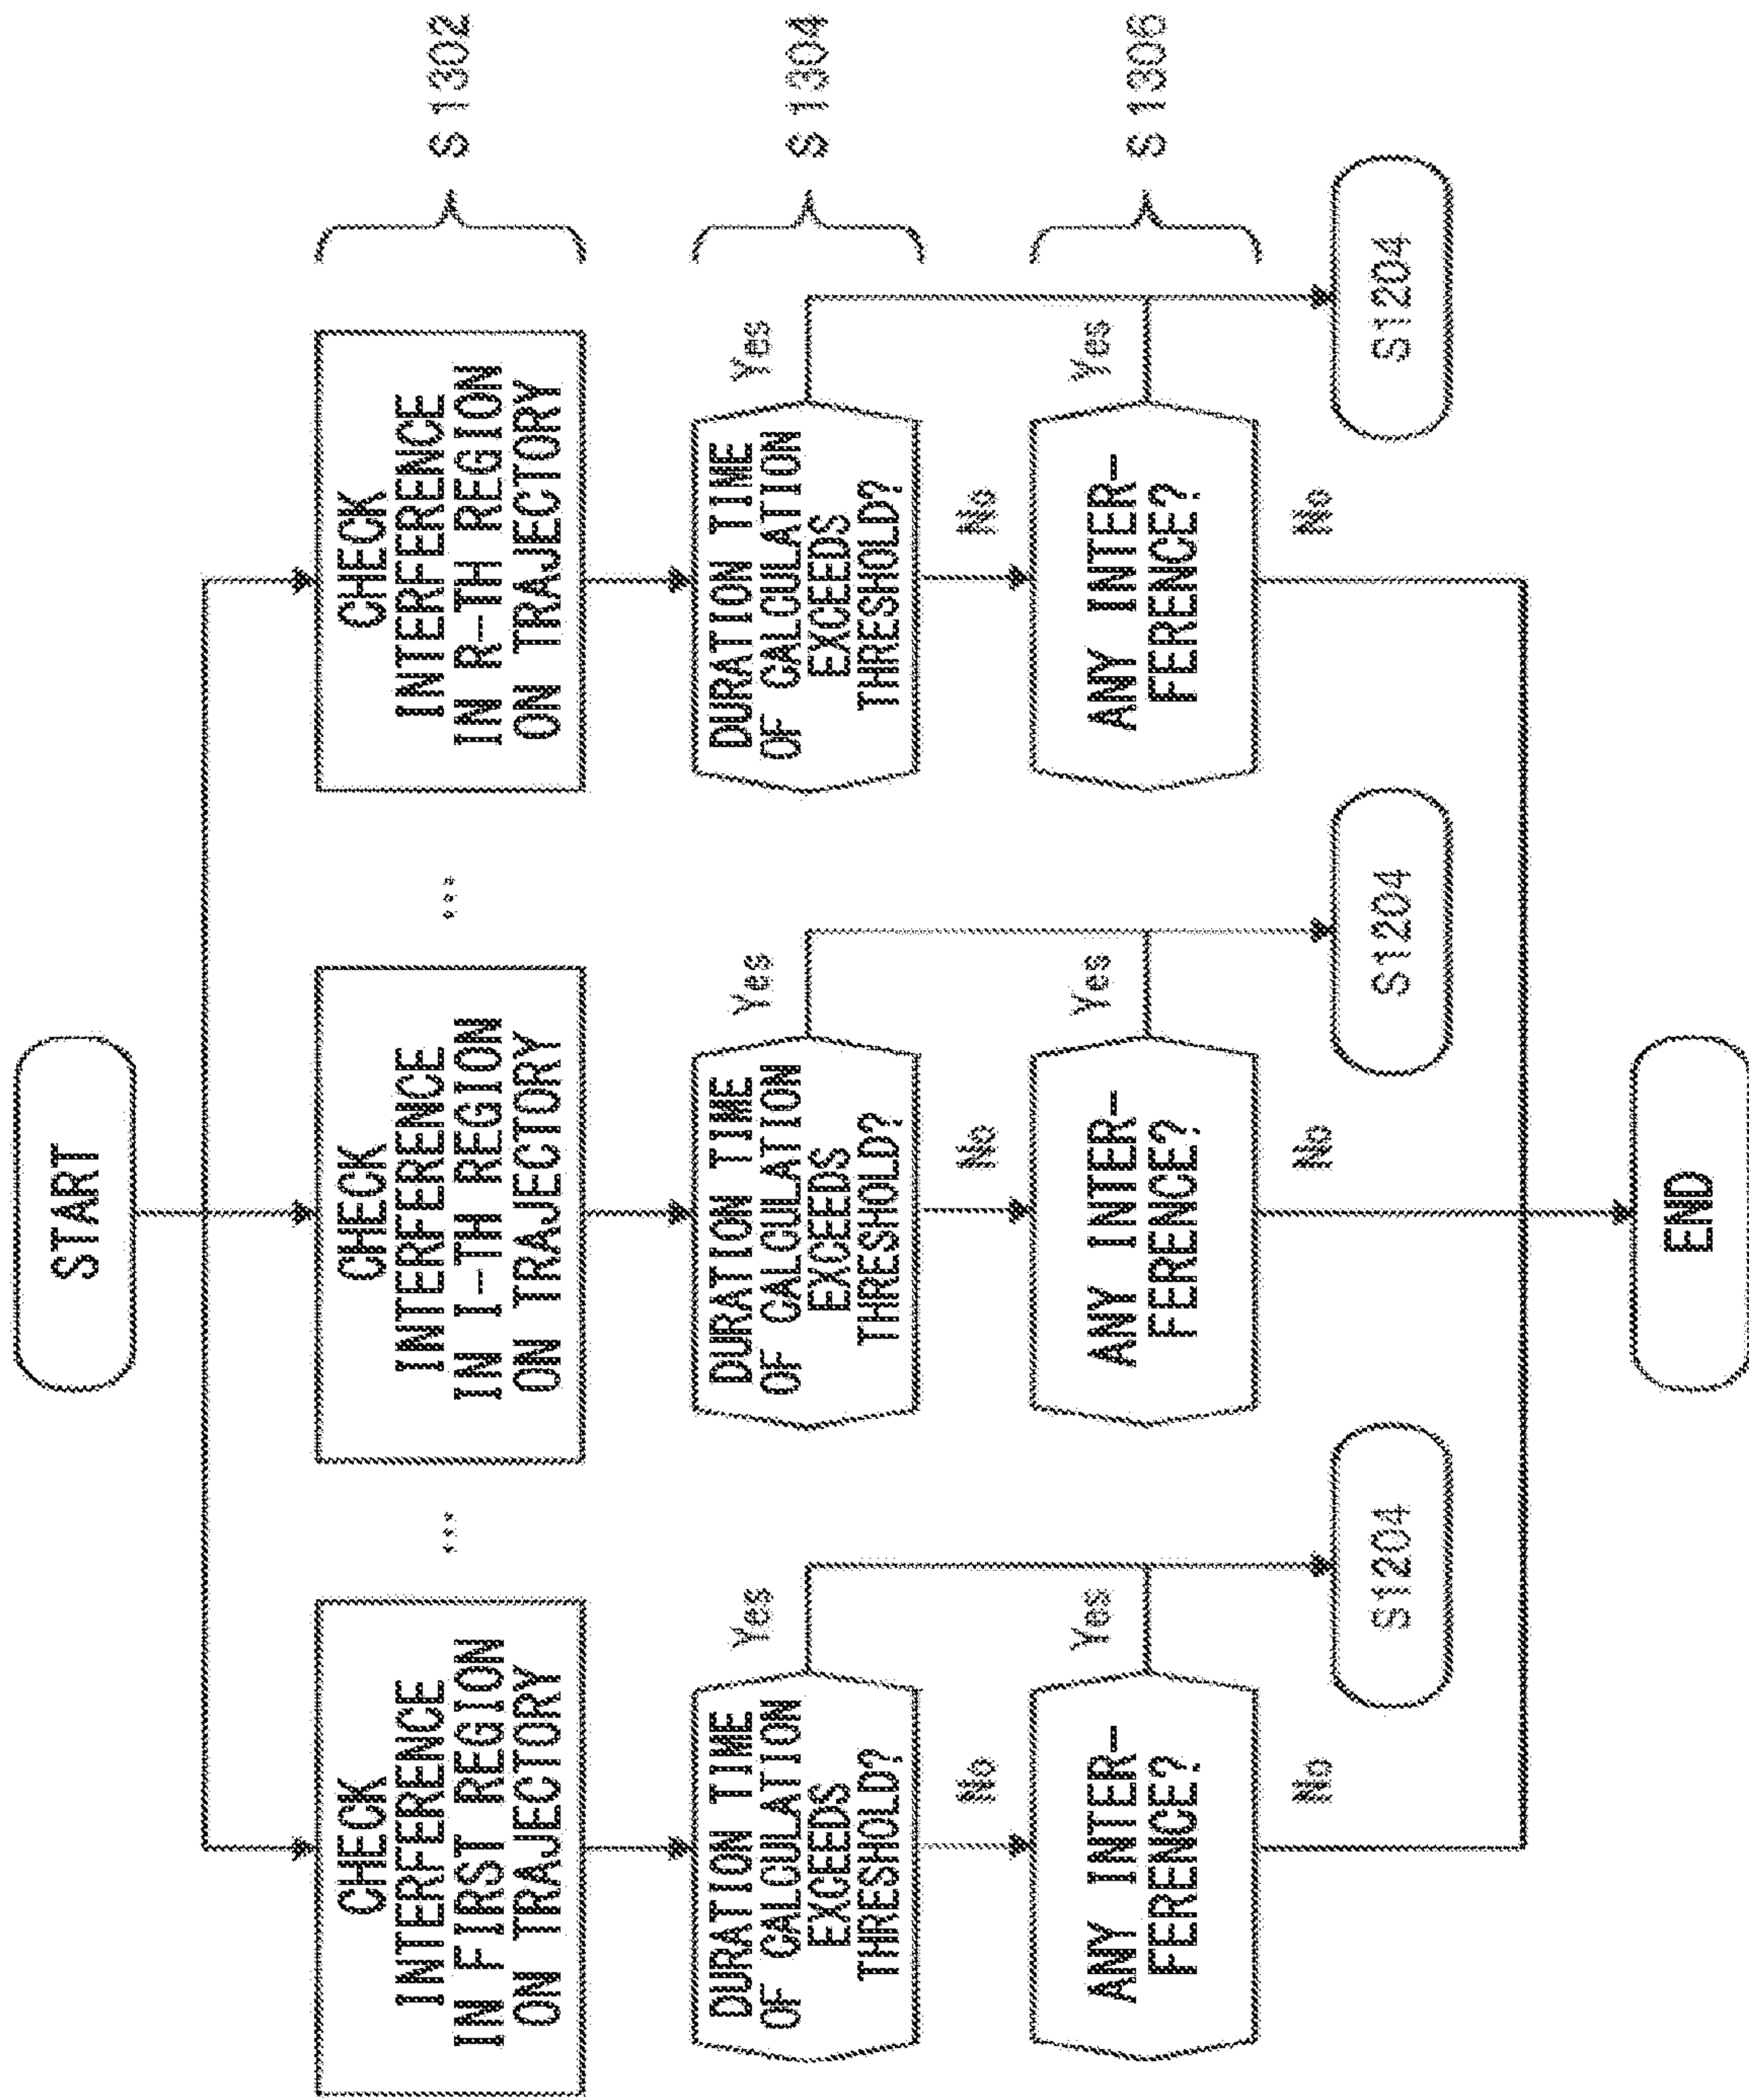 START
CHECK
INTERFERENCE
IN FIRST REGION
ON TRAJECTORY
...
CHECK
INTERFERENCE
IN I-TH REGION
ON TRAJECTORY
...
CHECK
INTERFERENCE
IN R-TH REGION
ON TRAJECTORY
S1302
DURATION TIME
OF CALCULATION
EXCEEDS
THRESHOLD?
Yes
No
DURATION TIME
OF CALCULATION
EXCEEDS
THRESHOLD?
Yes
No
DURATION TIME
OF CALCULATION
EXCEEDS
THRESHOLD?
Yes
No
S1304
ANY INTER-
FERENCE?
Yes
No
ANY INTER-
FERENCE?
Yes
No
ANY INTER-
FERENCE?
Yes
No
S1306
S1204
S1204
S1204
END